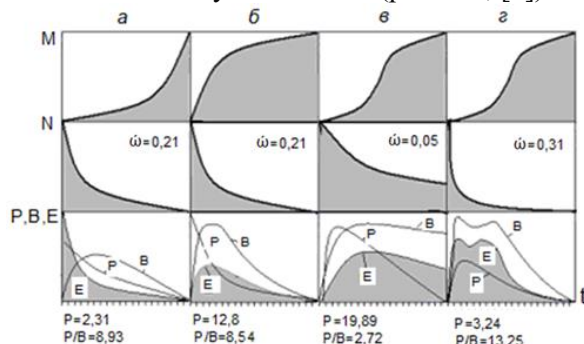 а б в г
M
N
ώ=0,21 ώ=0,21 ώ=0,05 ώ=0,31
P,B,E
P B E
P B E
P B E
B E P
t
P=2,31 P=12,8 P=19,89 P=3,24
P/B=8,93 P/B=8,54 P/B=2,72 P/B=13,25